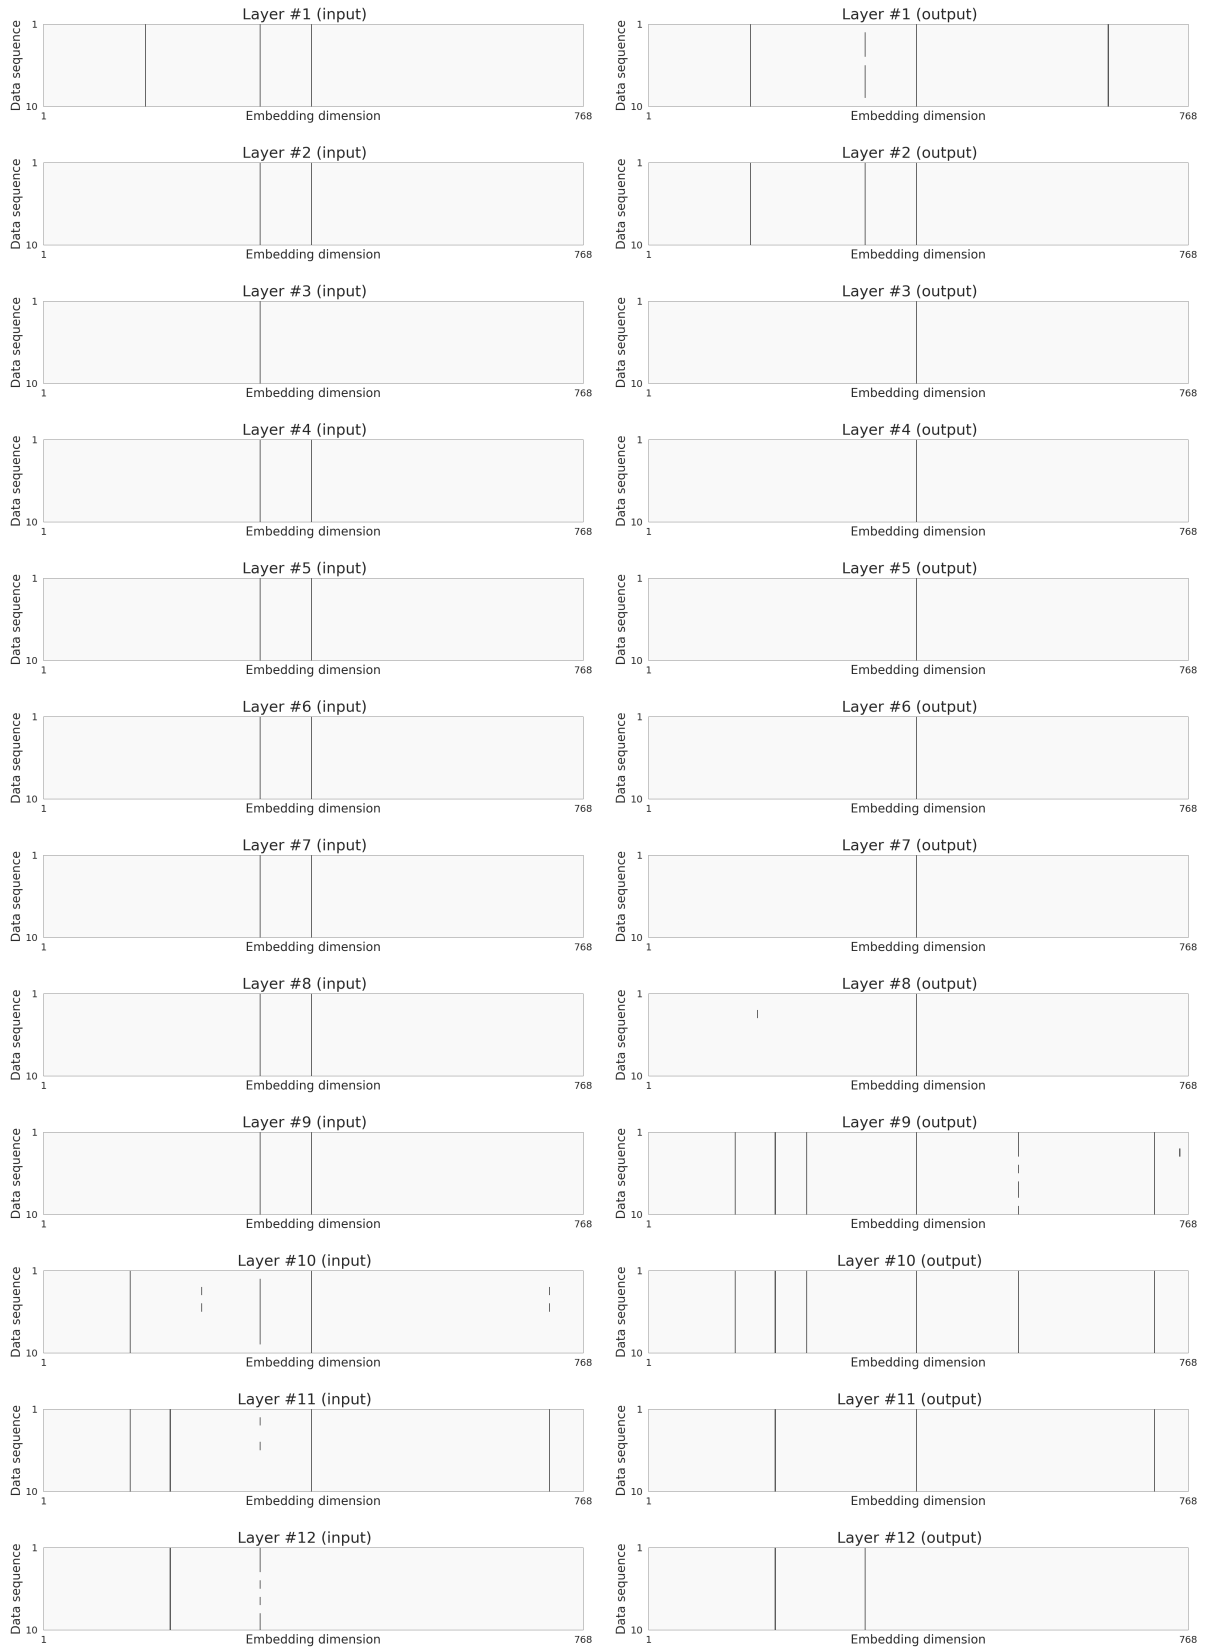 Layer #1 (input)
Data sequence
1
10
1
Embedding dimension
768
Layer #1 (output)
Data sequence
1
10
1
Embedding dimension
768
Layer #2 (input)
Data sequence
1
10
1
Embedding dimension
768
Layer #2 (output)
Data sequence
1
10
1
Embedding dimension
768
Layer #3 (input)
Data sequence
1
10
1
Embedding dimension
768
Layer #3 (output)
Data sequence
1
10
1
Embedding dimension
768
Layer #4 (input)
Data sequence
1
10
1
Embedding dimension
768
Layer #4 (output)
Data sequence
1
10
1
Embedding dimension
768
Layer #5 (input)
Data sequence
1
10
1
Embedding dimension
768
Layer #5 (output)
Data sequence
1
10
1
Embedding dimension
768
Layer #6 (input)
Data sequence
1
10
1
Embedding dimension
768
Layer #6 (output)
Data sequence
1
10
1
Embedding dimension
768
Layer #7 (input)
Data sequence
1
10
1
Embedding dimension
768
Layer #7 (output)
Data sequence
1
10
1
Embedding dimension
768
Layer #8 (input)
Data sequence
1
10
1
Embedding dimension
768
Layer #8 (output)
Data sequence
1
10
1
Embedding dimension
768
Layer #9 (input)
Data sequence
1
10
1
Embedding dimension
768
Layer #9 (output)
Data sequence
1
10
1
Embedding dimension
768
Layer #10 (input)
Data sequence
1
10
1
Embedding dimension
768
Layer #10 (output)
Data sequence
1
10
1
Embedding dimension
768
Layer #11 (input)
Data sequence
1
10
1
Embedding dimension
768
Layer #11 (output)
Data sequence
1
10
1
Embedding dimension
768
Layer #12 (input)
Data sequence
1
10
1
Embedding dimension
768
Layer #12 (output)
Data sequence
1
10
1
Embedding dimension
768